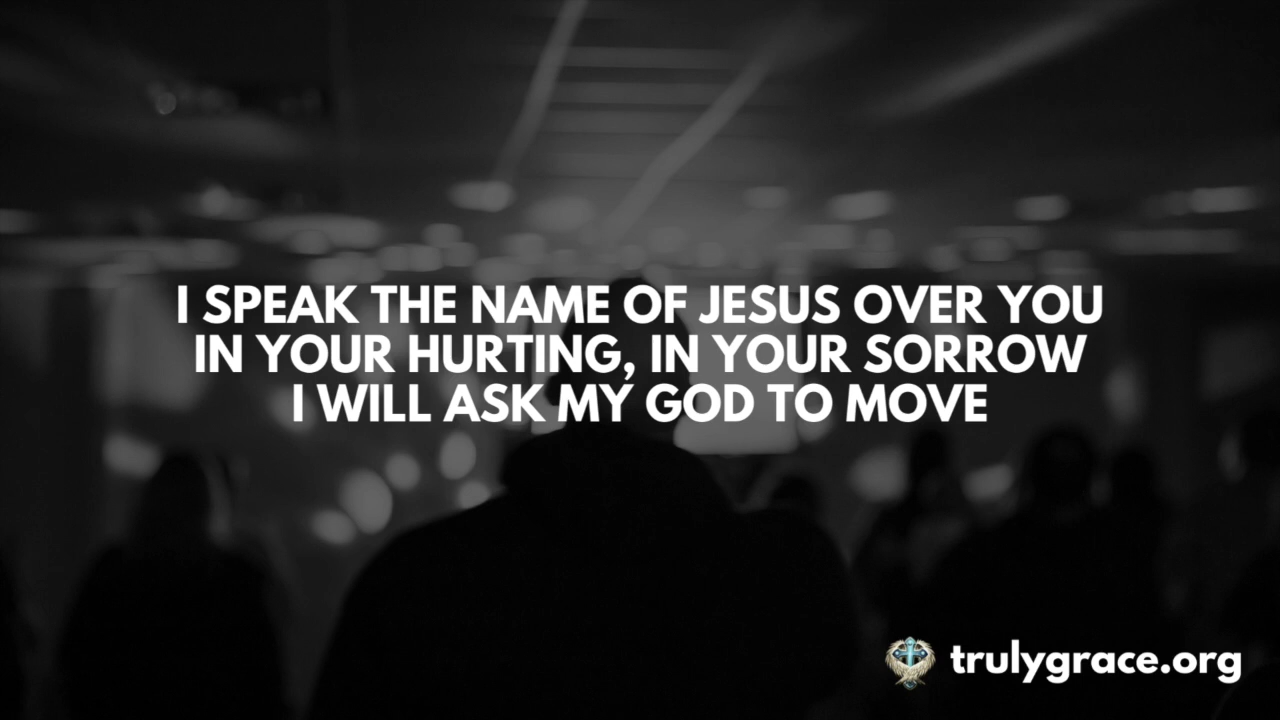 I SPEAK THE NAME OF JESUS OVER YOU
IN YOUR HURTING, IN YOUR SORROW
I WILL ASK MY GOD TO MOVE
trulygrace.org